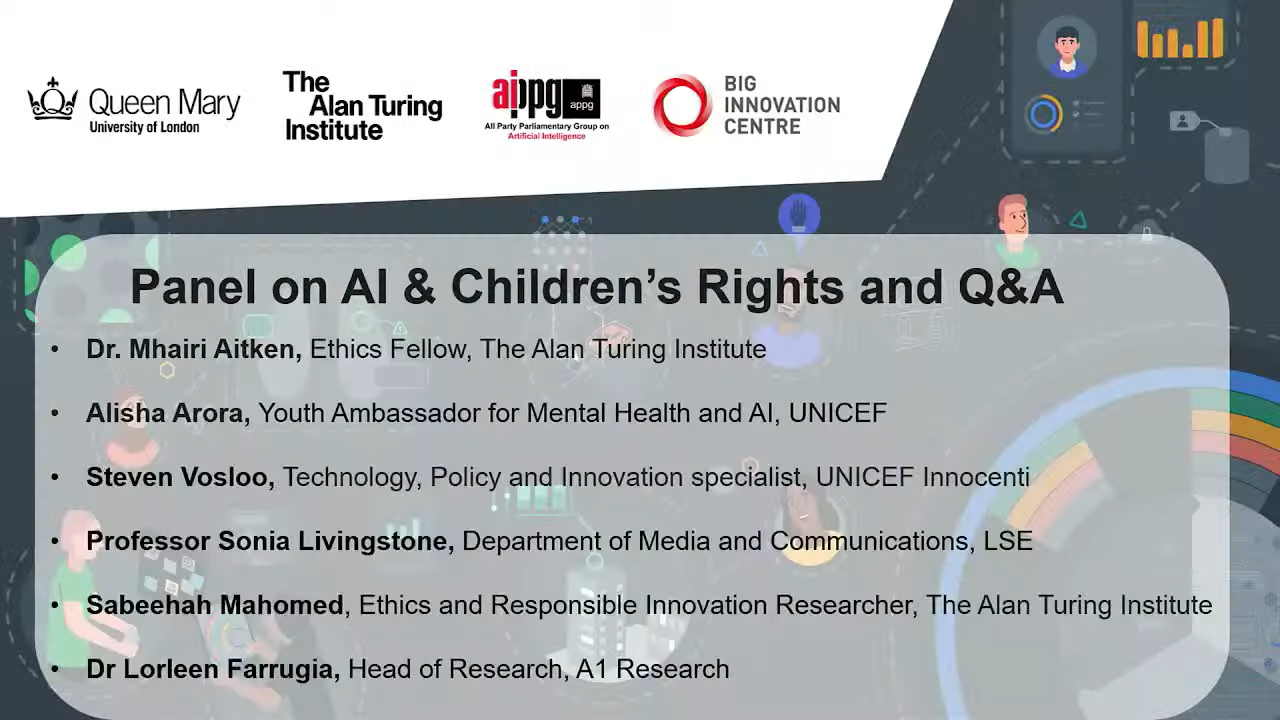 Queen Mary
University of London
The
Alan Turing
Institute
aippg
appg
All Party Parliamentary Group on
Artificial Intelligence
BIG
INNOVATION
CENTRE
Panel on AI & Children’s Rights and Q&A
• Dr. Mhairi Aitken, Ethics Fellow, The Alan Turing Institute
• Alisha Arora, Youth Ambassador for Mental Health and AI, UNICEF
• Steven Vosloo, Technology, Policy and Innovation specialist, UNICEF Innocenti
• Professor Sonia Livingstone, Department of Media and Communications, LSE
• Sabeehah Mahomed, Ethics and Responsible Innovation Researcher, The Alan Turing Institute
• Dr Lorleen Farrugia, Head of Research, A1 Research